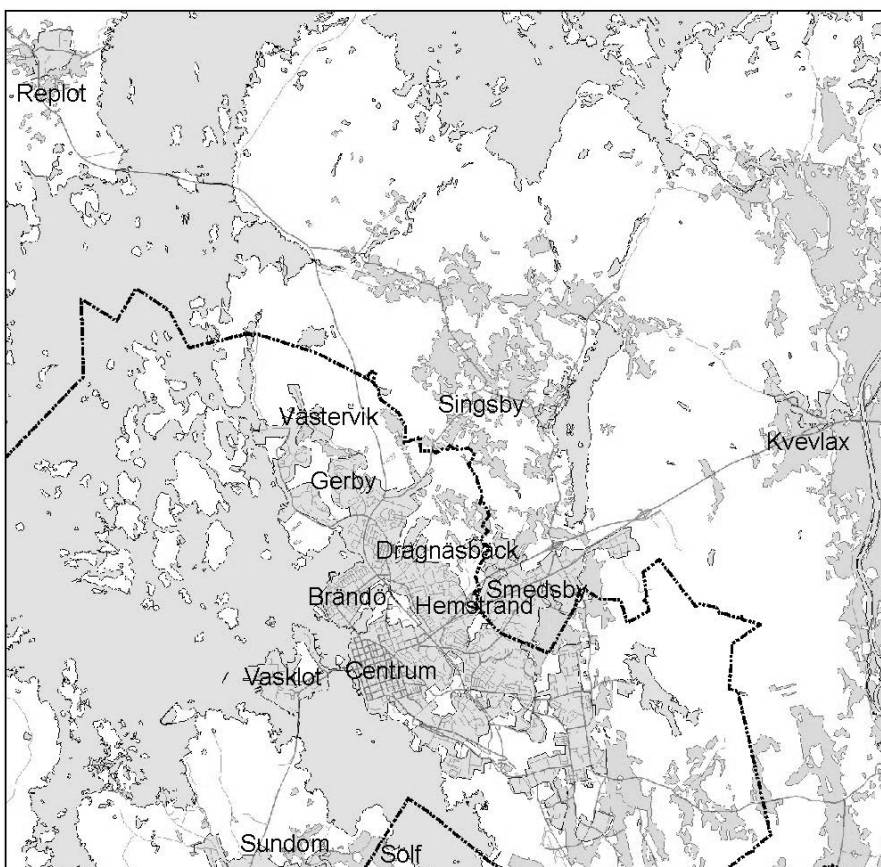 Replot
Västervik
Singsby
Kvevlax
Gerby
Dragnäsbäck
Smedsby
Brändö
Hemstrand
Centrum
Vasklot
Sundom
Solf